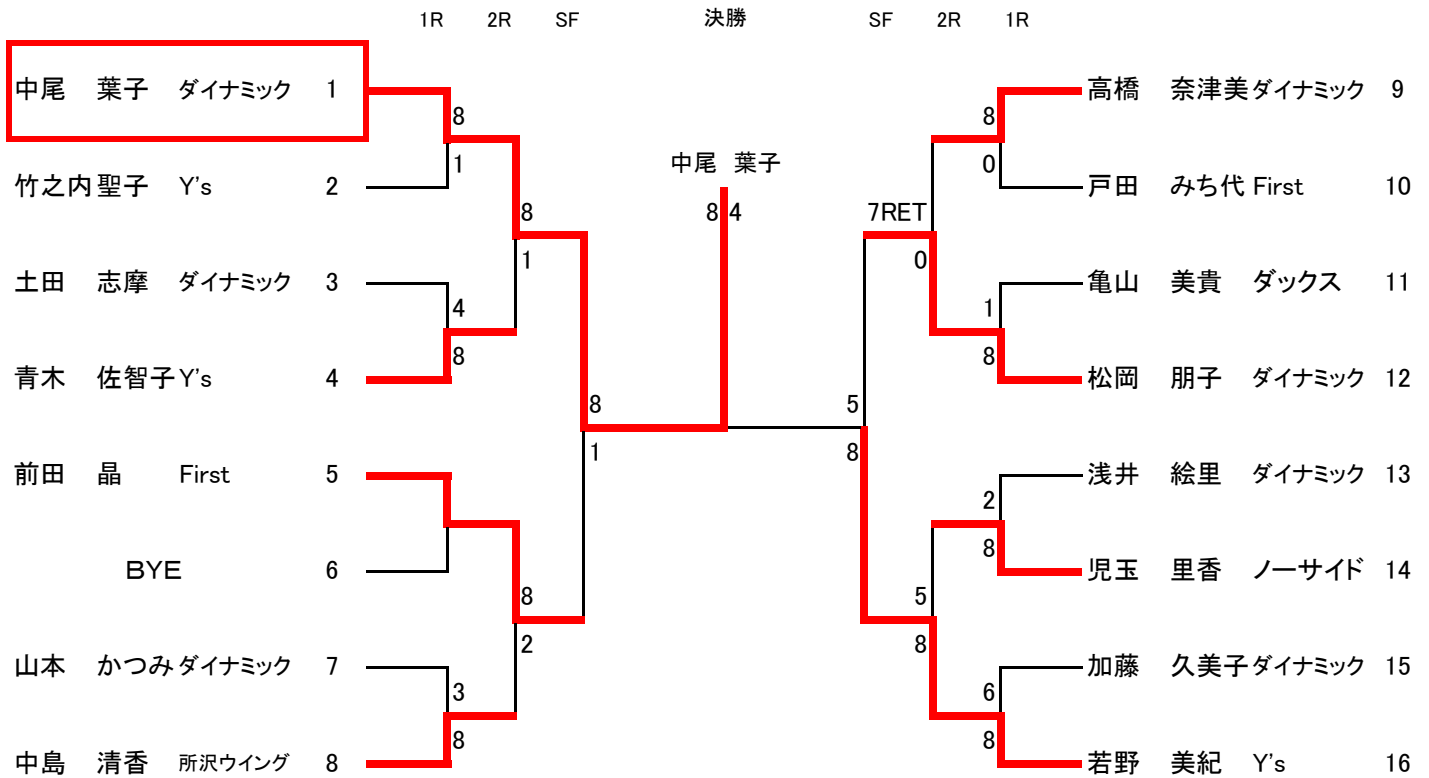 1R 2R SF 決勝 SF 2R 1R
中尾 葉子 ダイナミック 1
高橋 奈津美 ダイナミック 9
8
8
1
中尾 葉子
0
竹之内 聖子 Y's 2
戸田 みち代 First 10
8
8 4
7RET
1
0
土田 志摩 ダイナミック 3
亀山 美貴 ダックス 11
4
1
8
8
青木 佐智子 Y's 4
松岡 朋子 ダイナミック 12
8
5
1
8
前田 晶 First 5
浅井 絵里 ダイナミック 13
2
8
BYE 6
児玉 里香 ノーサイド 14
8
5
2
8
山本 かつみ ダイナミック 7
加藤 久美子 ダイナミック 15
3
6
8
8
中島 清香 所沢ウイング 8
若野 美紀 Y's 16